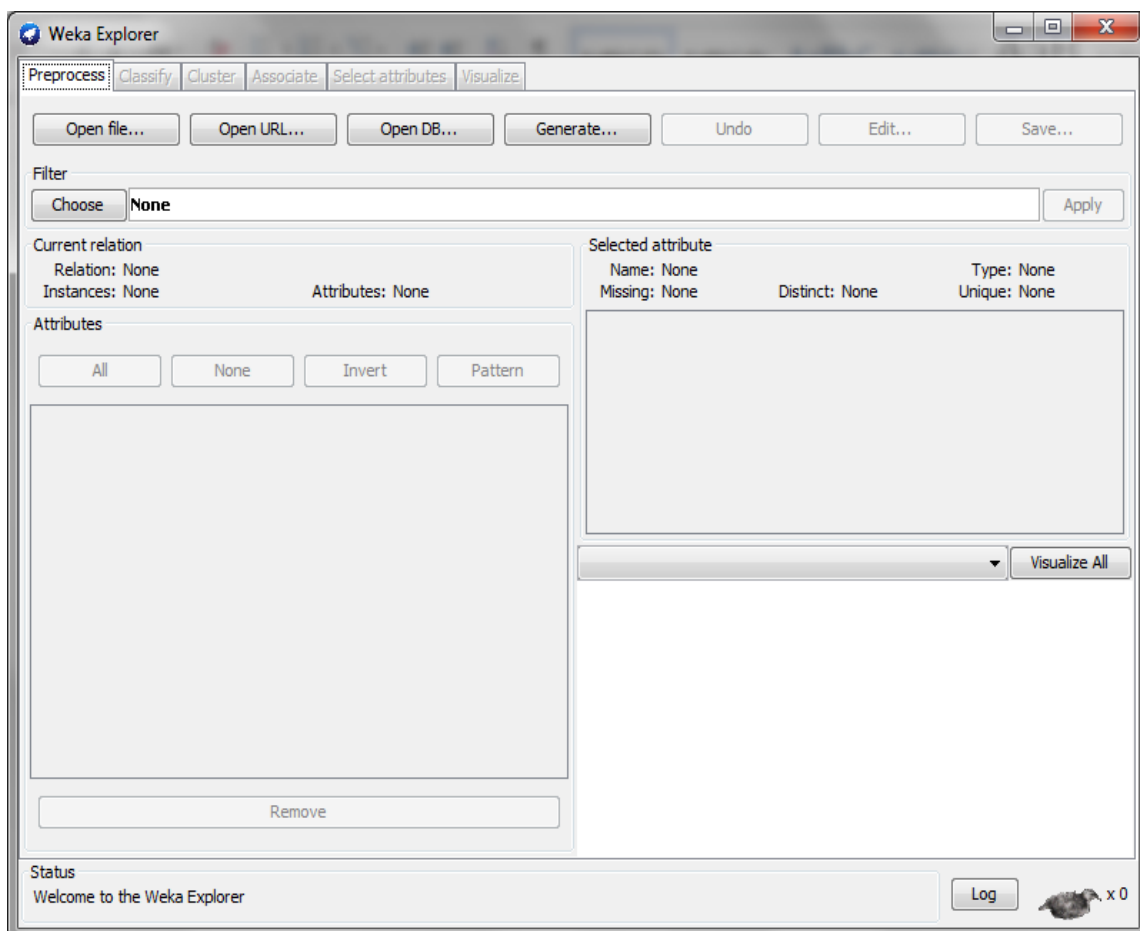 Weka Explorer
Preprocess Classify Cluster Associate Select attributes Visualize
Open file... Open URL... Open DB... Generate... Undo Edit... Save...
Filter
Choose None Apply
Current relation
Relation: None
Instances: None Attributes: None
Selected attribute
Name: None Type: None
Missing: None Distinct: None Unique: None
Attributes
All None Invert Pattern
Visualize All
Remove
Status
Welcome to the Weka Explorer
Log x 0